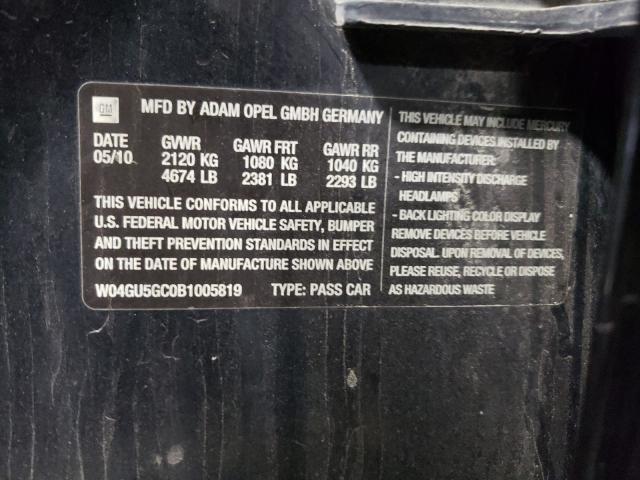 GM
MFD BY ADAM OPEL GMBH GERMANY
DATE GVWR GAWR FRT GAWR RR
05/10 2120 KG 1080 KG 1040 KG
4674 LB 2381 LB 2293 LB
THIS VEHICLE CONFORMS TO ALL APPLICABLE
U.S. FEDERAL MOTOR VEHICLE SAFETY, BUMPER
AND THEFT PREVENTION STANDARDS IN EFFECT
ON THE DATE OF MANUFACTURE SHOWN ABOVE
W04GU5GC0B1005819 TYPE: PASS CAR
THIS VEHICLE MAY INCLUDE MERCURY
CONTAINING DEVICES INSTALLED BY
THE MANUFACTURER:
- HIGH INTENSITY DISCHARGE
HEADLAMPS
- BACK LIGHTING COLOR DISPLAY
REMOVE DEVICES BEFORE VEHICLE
DISPOSAL. UPON REMOVAL OF DEVICES,
PLEASE REUSE, RECYCLE OR DISPOSE
AS HAZARDOUS WASTE